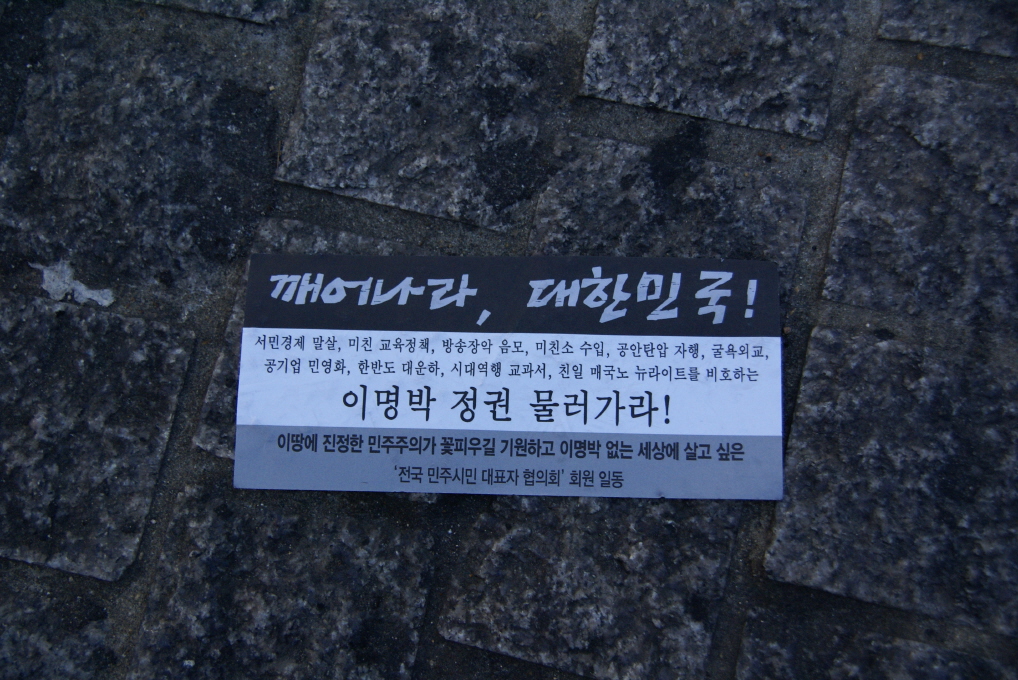 깨어나라, 대한민국!
서민경제 말살, 미친 교육정책, 방송장악 음모, 미친소 수입, 공안탄압 자행, 굴욕외교,
공기업 민영화, 한반도 대운하, 시대역행 교과서, 친일 매국노 뉴라이트를 비호하는
이명박 정권 물러가라!
이땅에 진정한 민주주의가 꽃피우길 기원하고 이명박 없는 세상에 살고 싶은
'전국 민주시민 대표자 협의회' 회원 일동